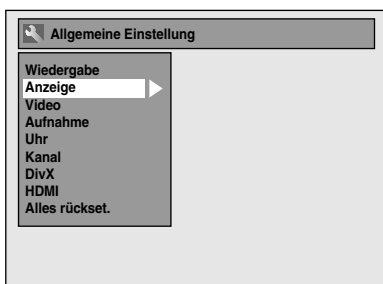 Allgemeine Einstellung
Wiedergabe
Anzeige
Video
Aufnahme
Uhr
Kanal
DivX
HDMI
Alles rückset.